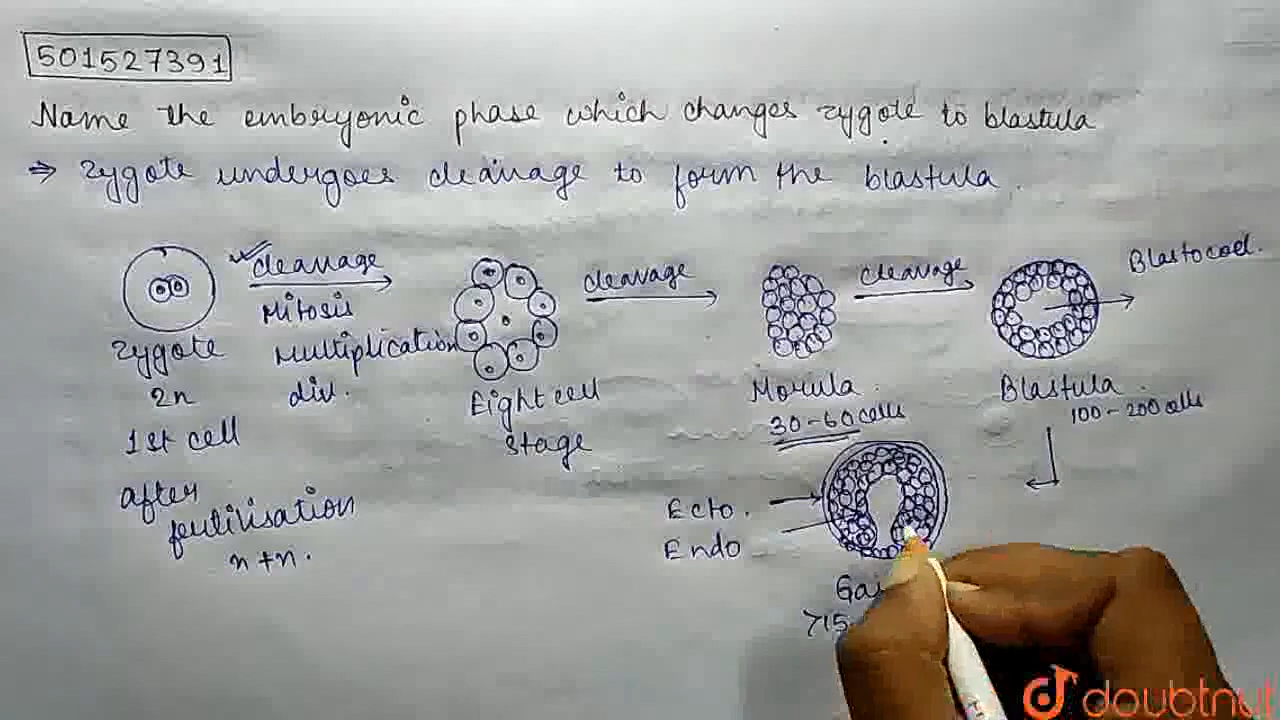 501527391
Name the embryonic phase which changes zygote to blastula
⇒ Zygote undergoes cleavage to form the blastula.
cleavage
Mitosis
Multiplication
div.
Zygote
2n
1st cell
after
fertilisation
n+n.
Eight cell
stage
cleavage
Morula.
30-60 cells
cleavage
Blastocoel.
Blastula.
100-200 cells
Ecto.
Endo
doubtnut